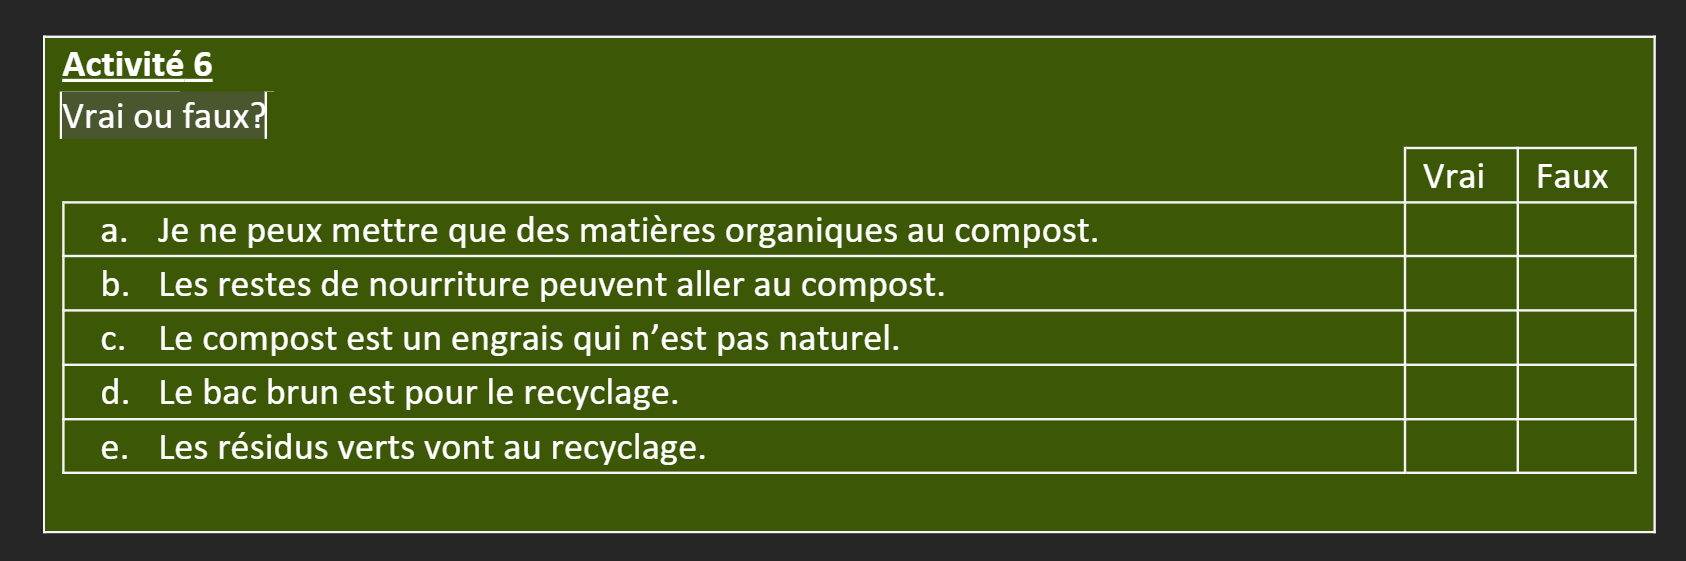 Activité 6
Vrai ou faux?
Vrai Faux
a. Je ne peux mettre que des matières organiques au compost.
b. Les restes de nourriture peuvent aller au compost.
c. Le compost est un engrais qui n’est pas naturel.
d. Le bac brun est pour le recyclage.
e. Les résidus verts vont au recyclage.